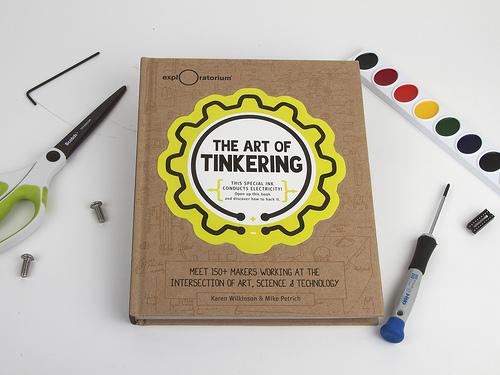 explOratorium
THE ART OF
TINKERING
THIS SPECIAL INK
CONDUCTS ELECTRICITY!
Open up this book
and discover how to hack it.
MEET 150+ MAKERS WORKING AT THE
INTERSECTION OF ART, SCIENCE & TECHNOLOGY
Karen Wilkinson & Mike Petrich
Scotch